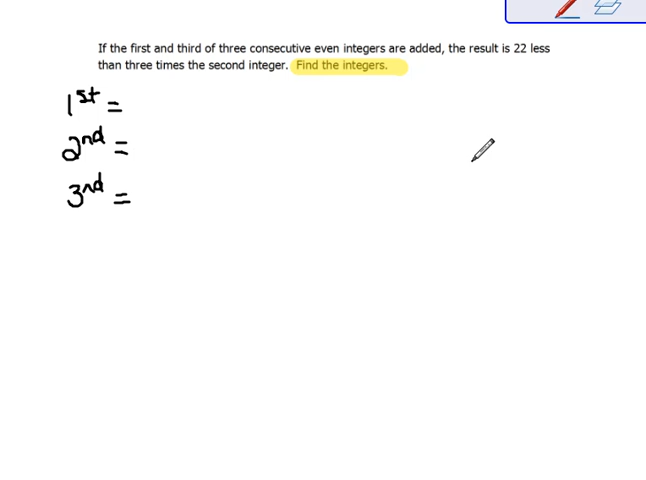 If the first and third of three consecutive even integers are added, the result is 22 less
than three times the second integer. Find the integers.
1st =
2nd =
3nd =